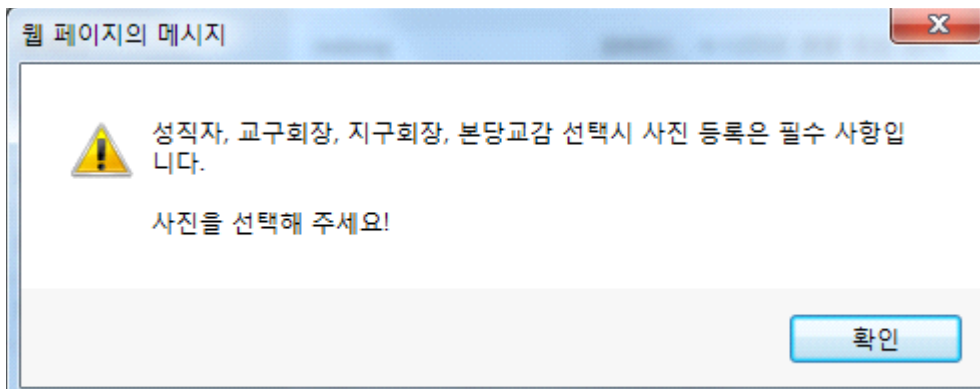 웹 페이지의 메시지
성직자, 교구회장, 지구회장, 본당교감 선택시 사진 등록은 필수 사항입
니다.
사진을 선택해 주세요!
확인